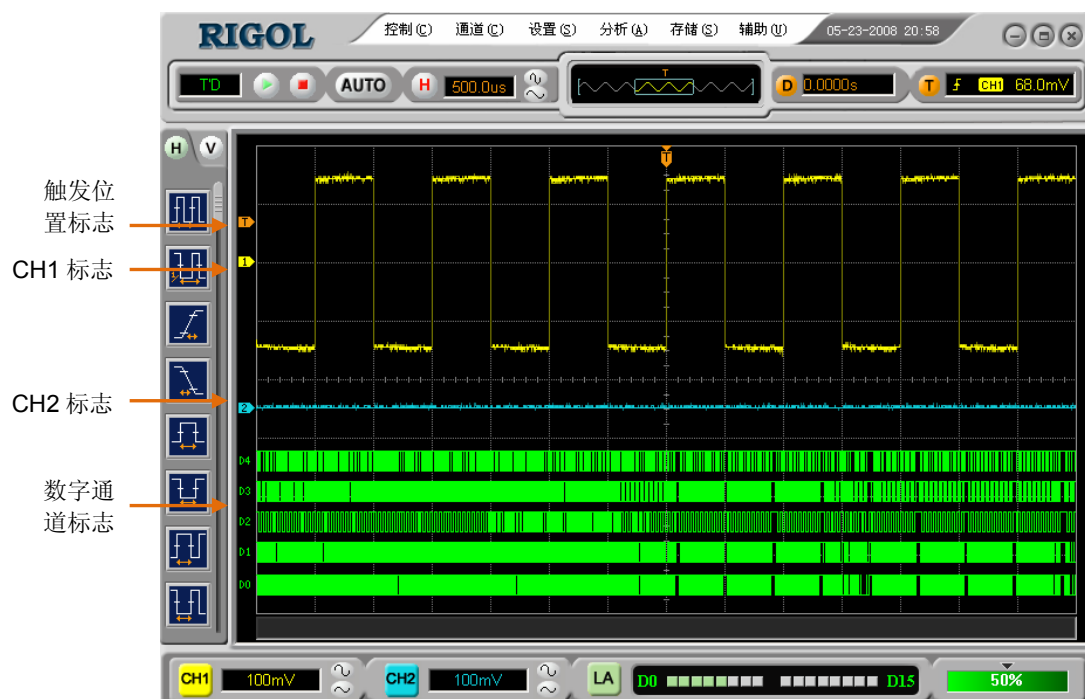 RIGOL
控制(C) 通道(C) 设置(S) 分析(A) 存储(S) 辅助(U) 05-23-2008 20:58
T'D AUTO H 500.0us T D 0.0000s T CH1 68.0mV
H V
T
触发位
置标志
T
CH1 标志
1
CH2 标志
2
D4
数字通
道标志
D3
D2
D1
D0
CH1 100mV CH2 100mV LA D0 D15 50%